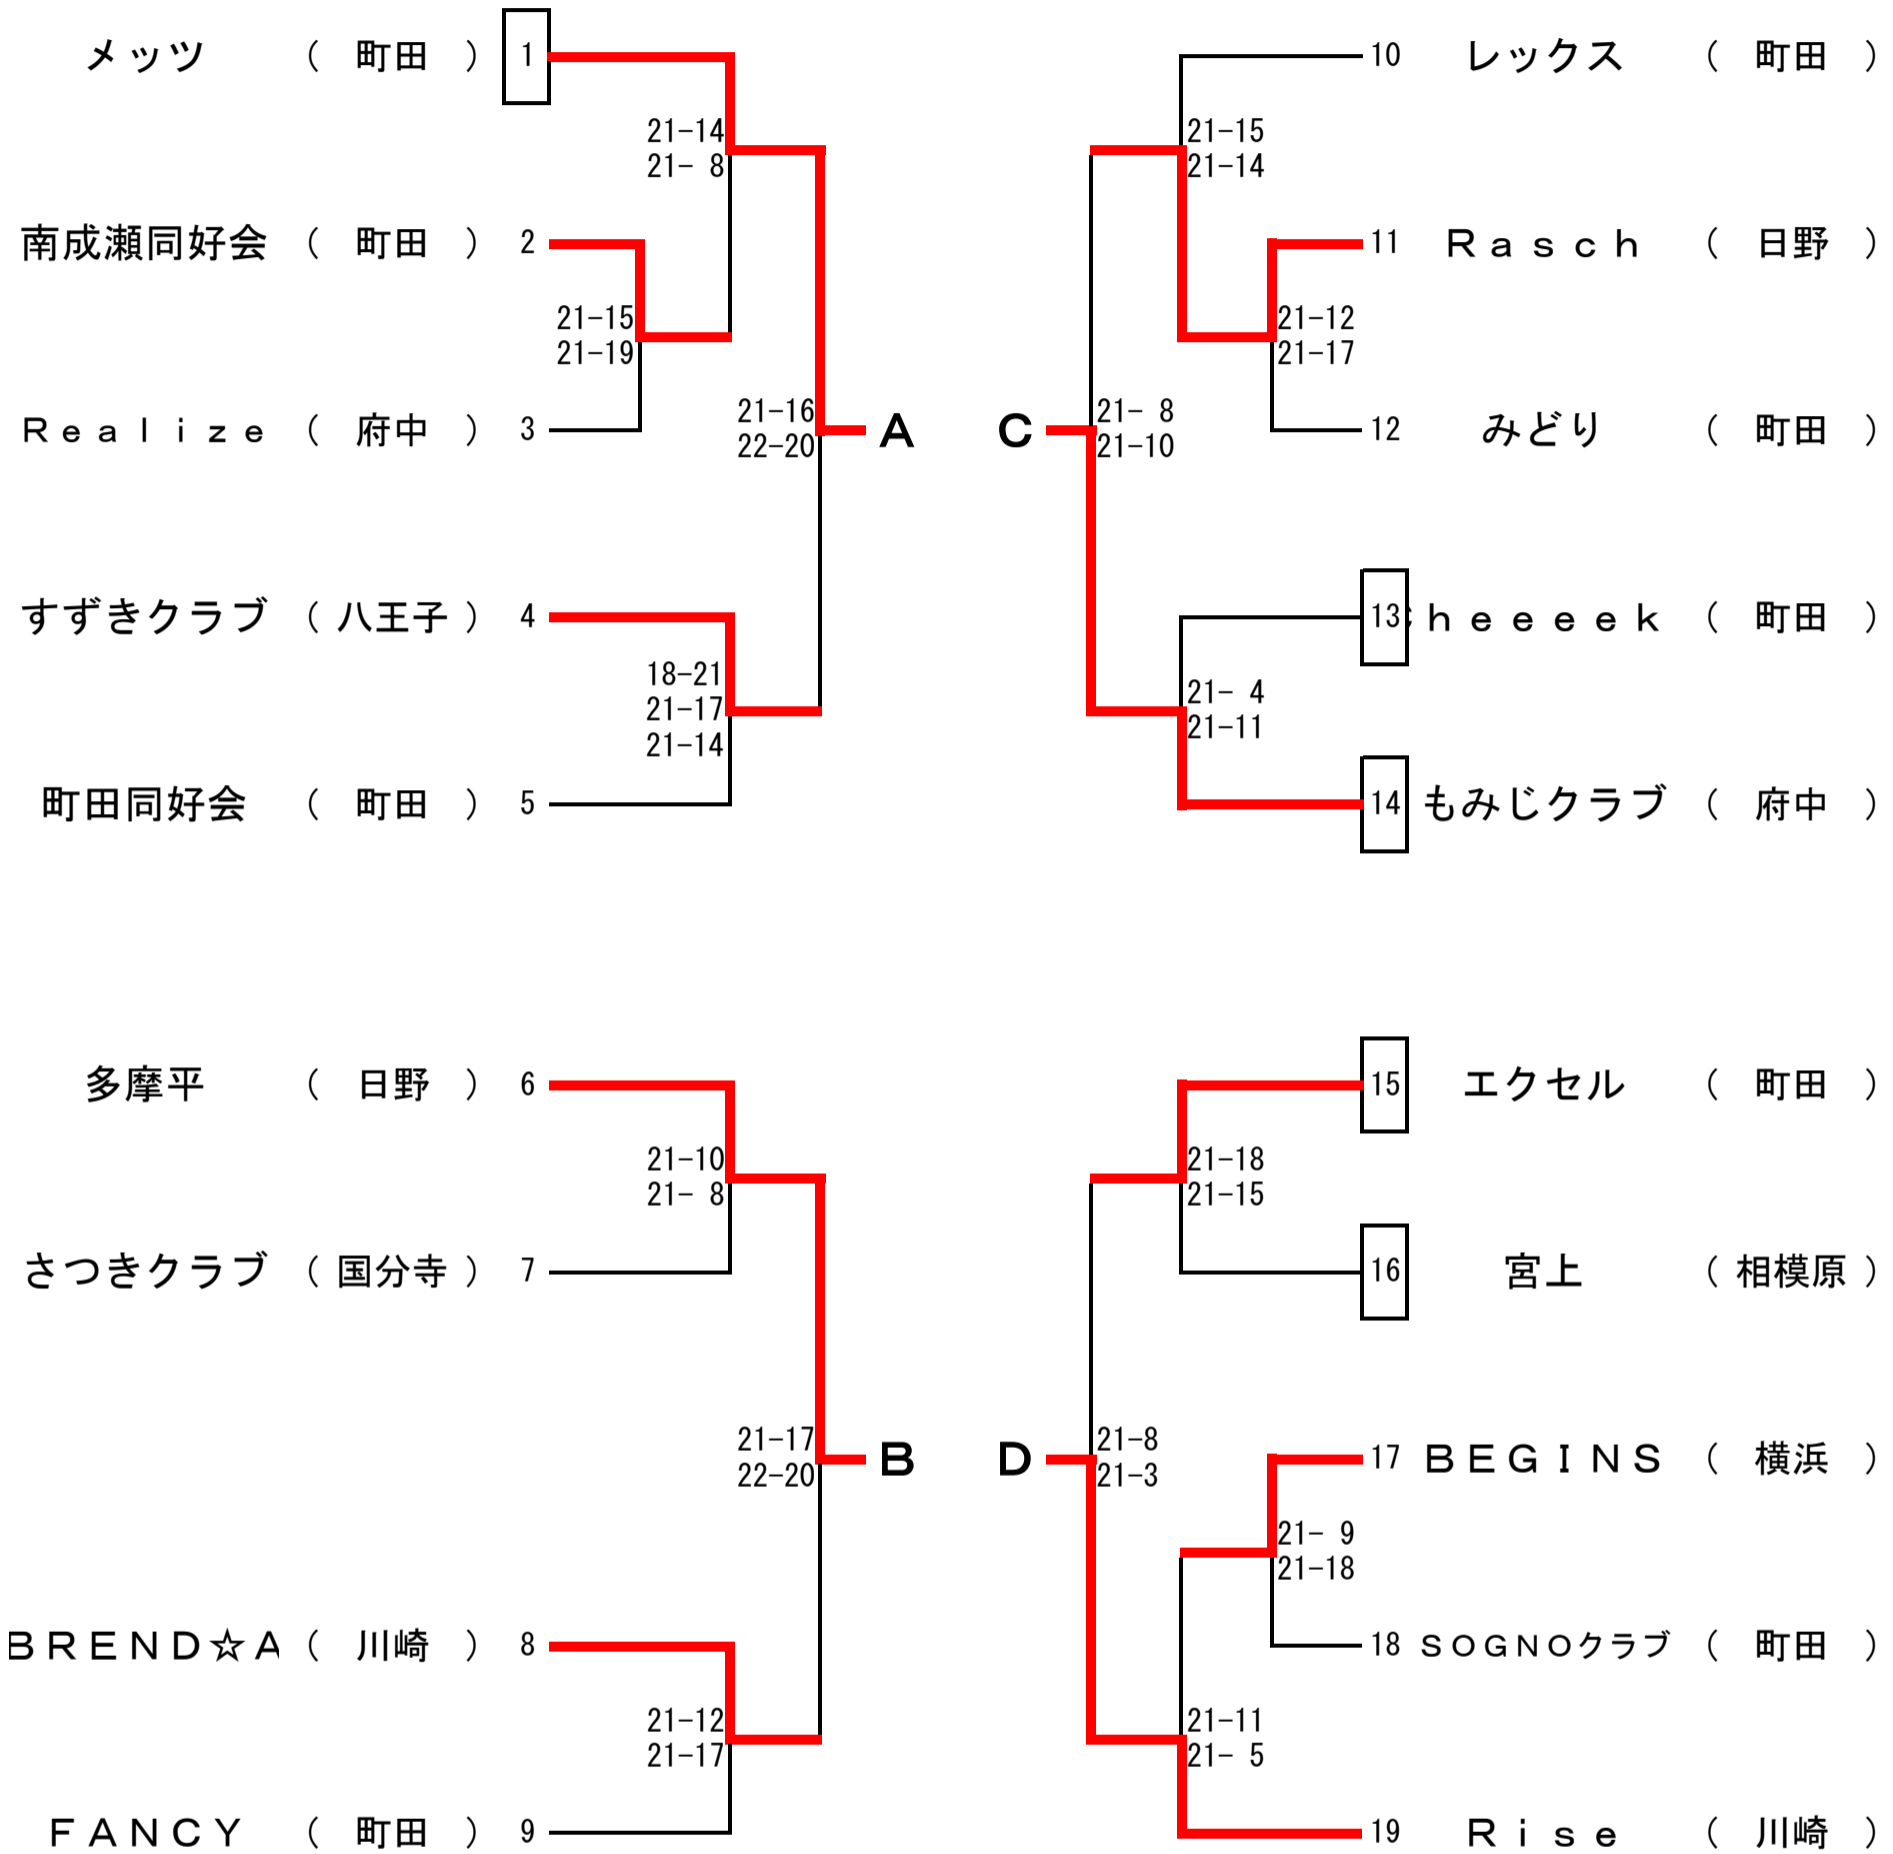 メッツ （ 町田 ） 1
21-14
21- 8
南成瀬同好会 （ 町田 ） 2
21-15
21-19
Ｒｅａｌｉｚｅ （ 府中 ） 3
21-16
22-20
A
すずきクラブ （ 八王子 ） 4
18-21
21-17
21-14
町田同好会 （ 町田 ） 5
多摩平 （ 日野 ） 6
21-10
21- 8
さつきクラブ （ 国分寺 ） 7
21-17
22-20
B
ＢＲＥＮＤ☆Ａ （ 川崎 ） 8
21-12
21-17
ＦＡＮＣＹ （ 町田 ） 9
10 レックス （ 町田 ）
21-15
21-14
11 Ｒａｓｃｈ （ 日野 ）
21-12
21-17
12 みどり （ 町田 ）
C
21- 8
21-10
13 ｈｅｅｅｅｋ （ 町田 ）
21- 4
21-11
14 もみじクラブ （ 府中 ）
15 エクセル （ 町田 ）
21-18
21-15
16 宮上 （ 相模原 ）
D
21-8
21-3
17 ＢＥＧＩＮＳ （ 横浜 ）
21- 9
21-18
18 ＳＯＧＮＯクラブ （ 町田 ）
21-11
21- 5
19 Ｒｉｓｅ （ 川崎 ）